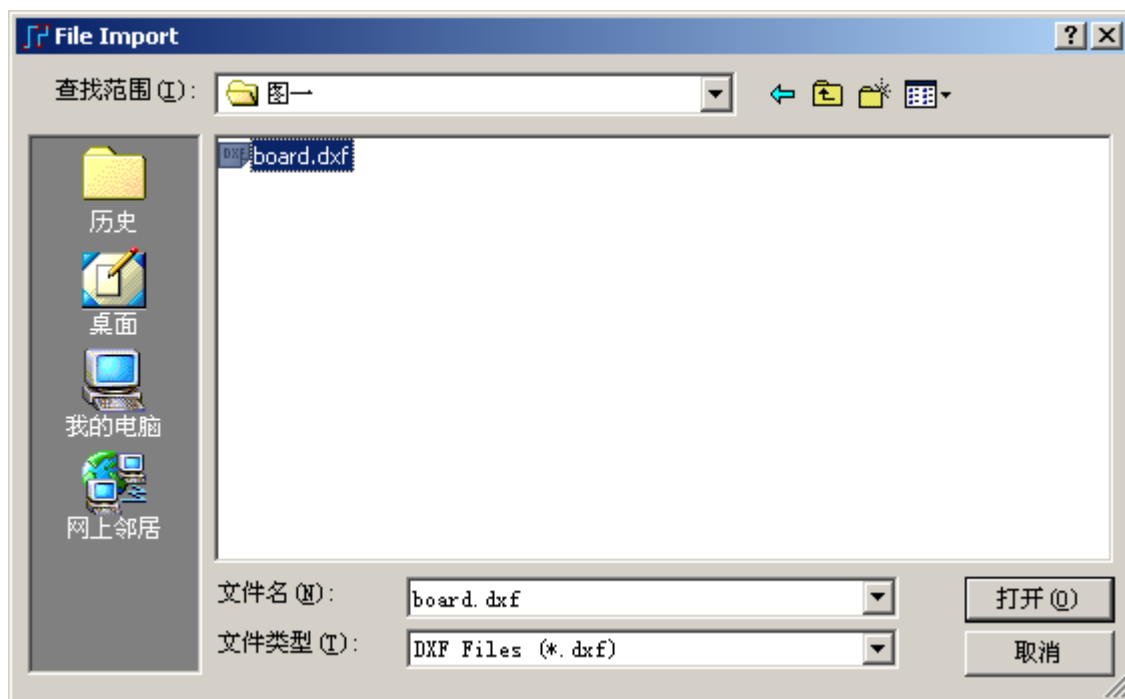 File Import
查找范围(I):
图一
DXF
board.dxf
历史
桌面
我的电脑
网上邻居
文件名(N):
board.dxf
打开(O)
文件类型(T):
DXF Files (*.dxf)
取消